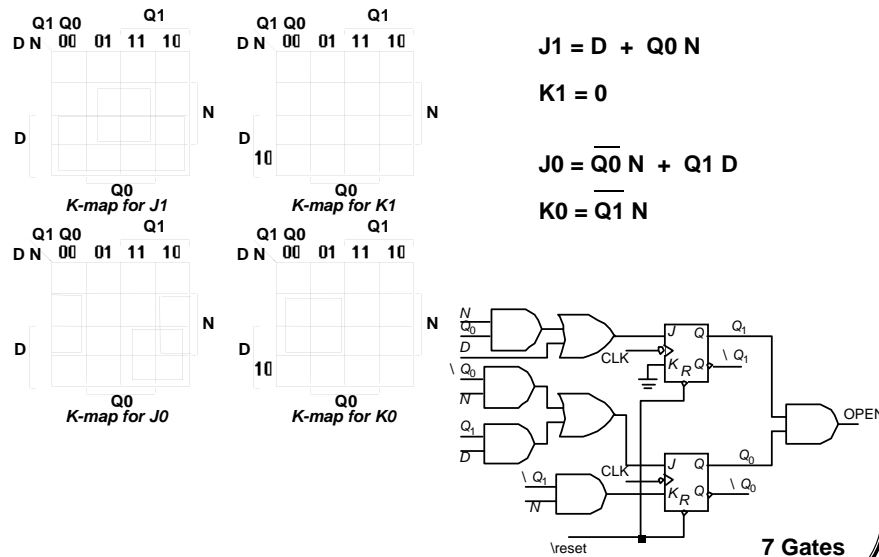 Q1 Q0
Q1
D N 00 01 11 10
N
D
Q0
K-map for J1
Q1 Q0
Q1
D N 00 01 11 10
N
D
10
Q0
K-map for K1
Q1 Q0
Q1
D N 00 01 11 10
N
D
Q0
K-map for J0
Q1 Q0
Q1
D N 00 01 11 10
N
D
10
Q0
K-map for K0
J1 = D + Q0 N
K1 = 0
J0 = Q̅0̅ N + Q1 D
K0 = Q̅1̅ N
N
Q0
D
\ Q0
N
Q1
D
\ Q1
N
\reset
CLK
J Q
K R Q
Q1
\ Q1
CLK
J Q
K R Q
Q0
\ Q0
OPEN
7 Gates